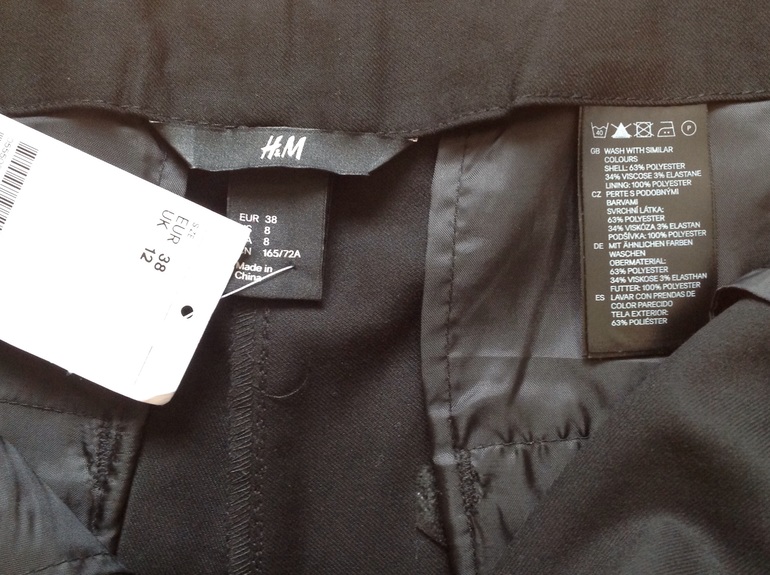 H&M
EUR 38
8
8
165/72A
Made in
China
Size
EUR 38
UK 12
40
P
GB WASH WITH SIMILAR
COLOURS
SHELL: 63% POLYESTER
34% VISCOSE 3% ELASTANE
LINING: 100% POLYESTER
CZ PERTE S PODOBNÝMI
BARVAMI
SVRCHNÍ LÁTKA:
63% POLYESTER
34% VISKÓZA 3% ELASTAN
PODŠÍVKA: 100% POLYESTER
DE MIT ÄHNLICHEN FARBEN
WASCHEN
OBERMATERIAL:
63% POLYESTER
34% VISKOSE 3% ELASTHAN
FUTTER: 100% POLYESTER
ES LAVAR CON PRENDAS DE
COLOR PARECIDO
TELA EXTERIOR:
63% POLIÉSTER